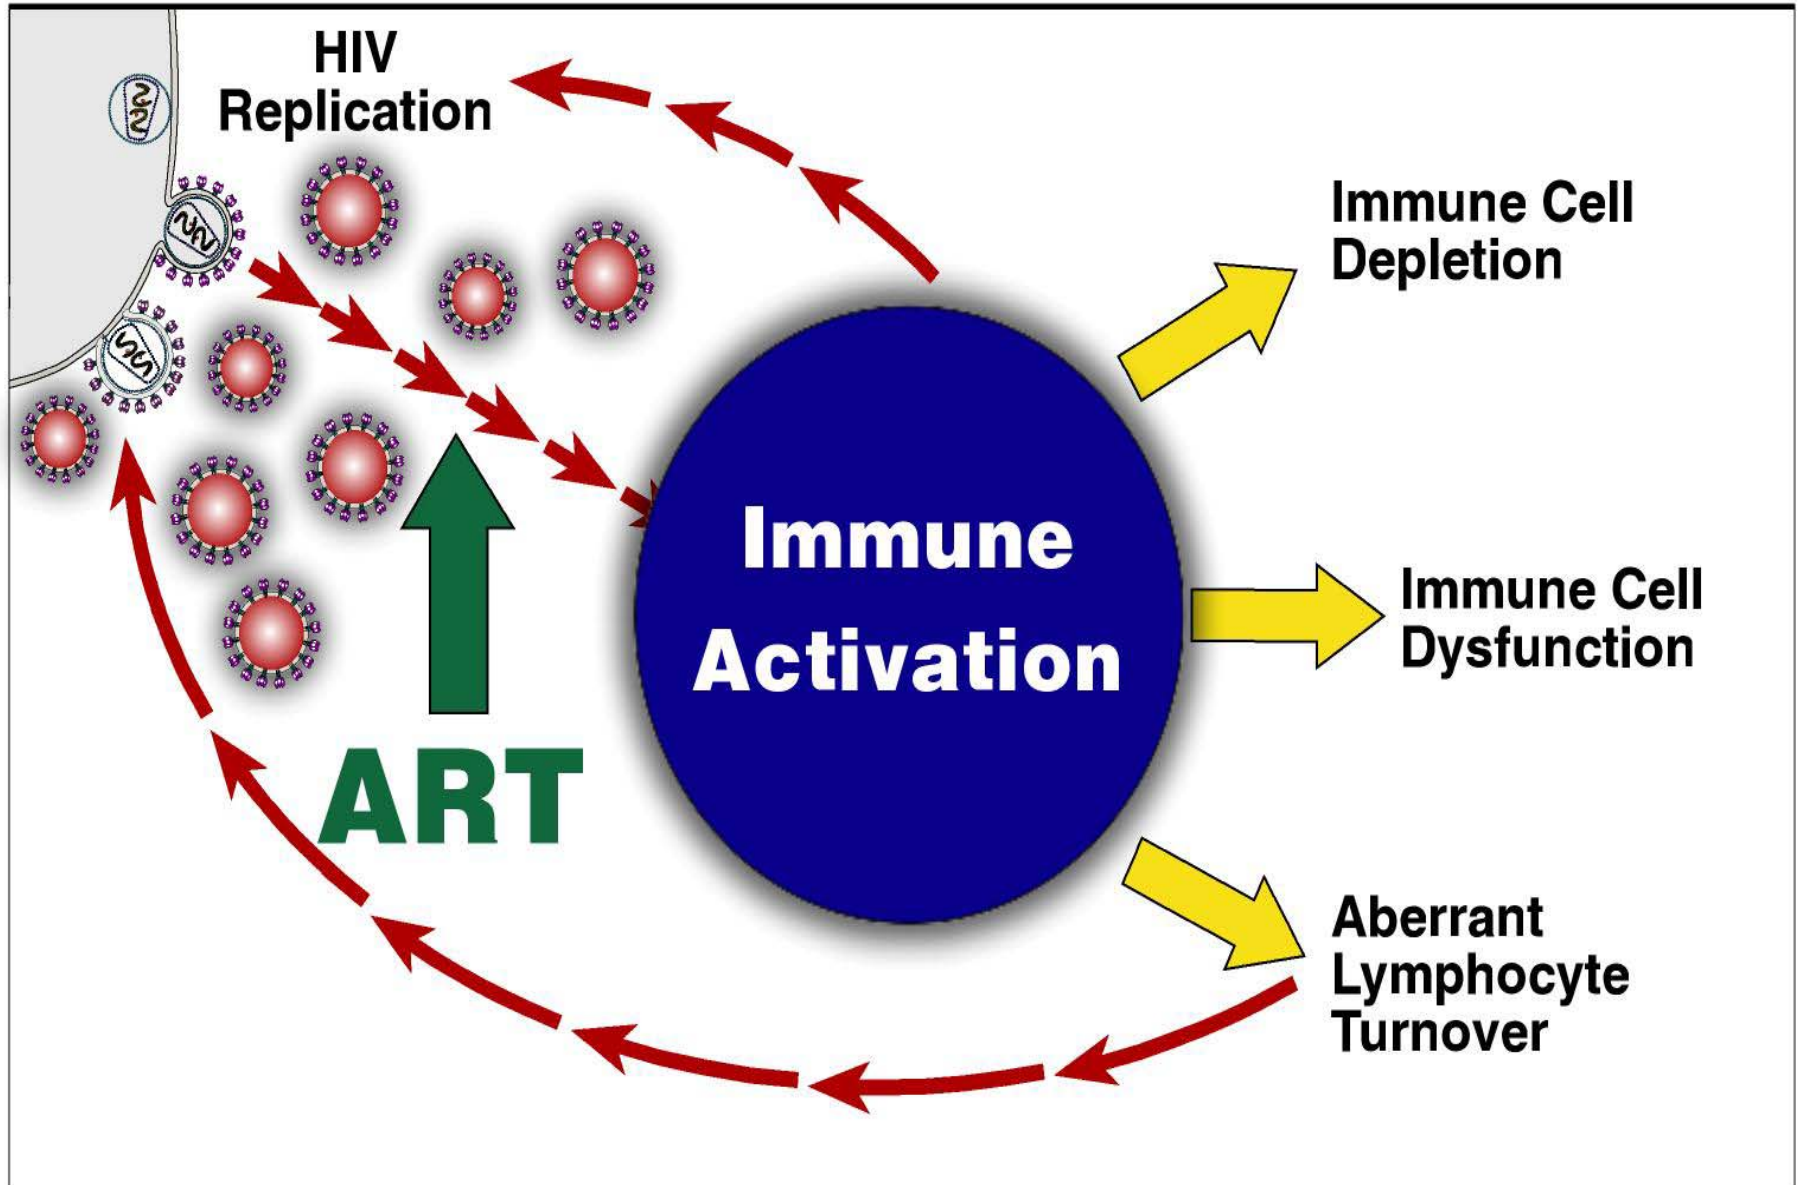 HIV
Replication
Immune Cell
Depletion
Immune
Activation
Immune Cell
Dysfunction
ART
Aberrant
Lymphocyte
Turnover